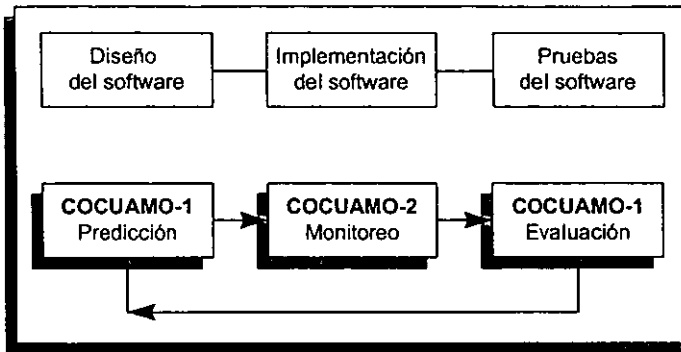 Diseño
del software
Implementación
del software
Pruebas
del software
COCUAMO-1
Predicción
COCUAMO-2
Monitoreo
COCUAMO-1
Evaluación